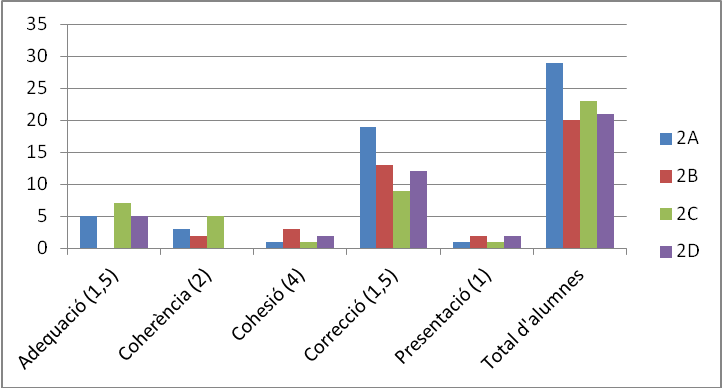 35
30
25
20
15
10
5
0
Adequació (1,5)
Coherència (2)
Cohesió (4)
Correcció (1,5)
Presentació (1)
Total d'alumnes
2A
2B
2C
2D